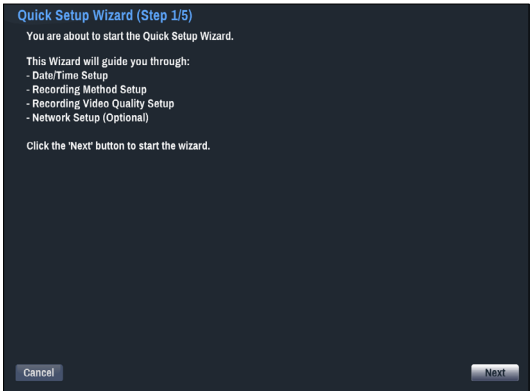 Quick Setup Wizard (Step 1/5)
You are about to start the Quick Setup Wizard.
This Wizard will guide you through:
- Date/Time Setup
- Recording Method Setup
- Recording Video Quality Setup
- Network Setup (Optional)
Click the 'Next' button to start the wizard.
Cancel
Next